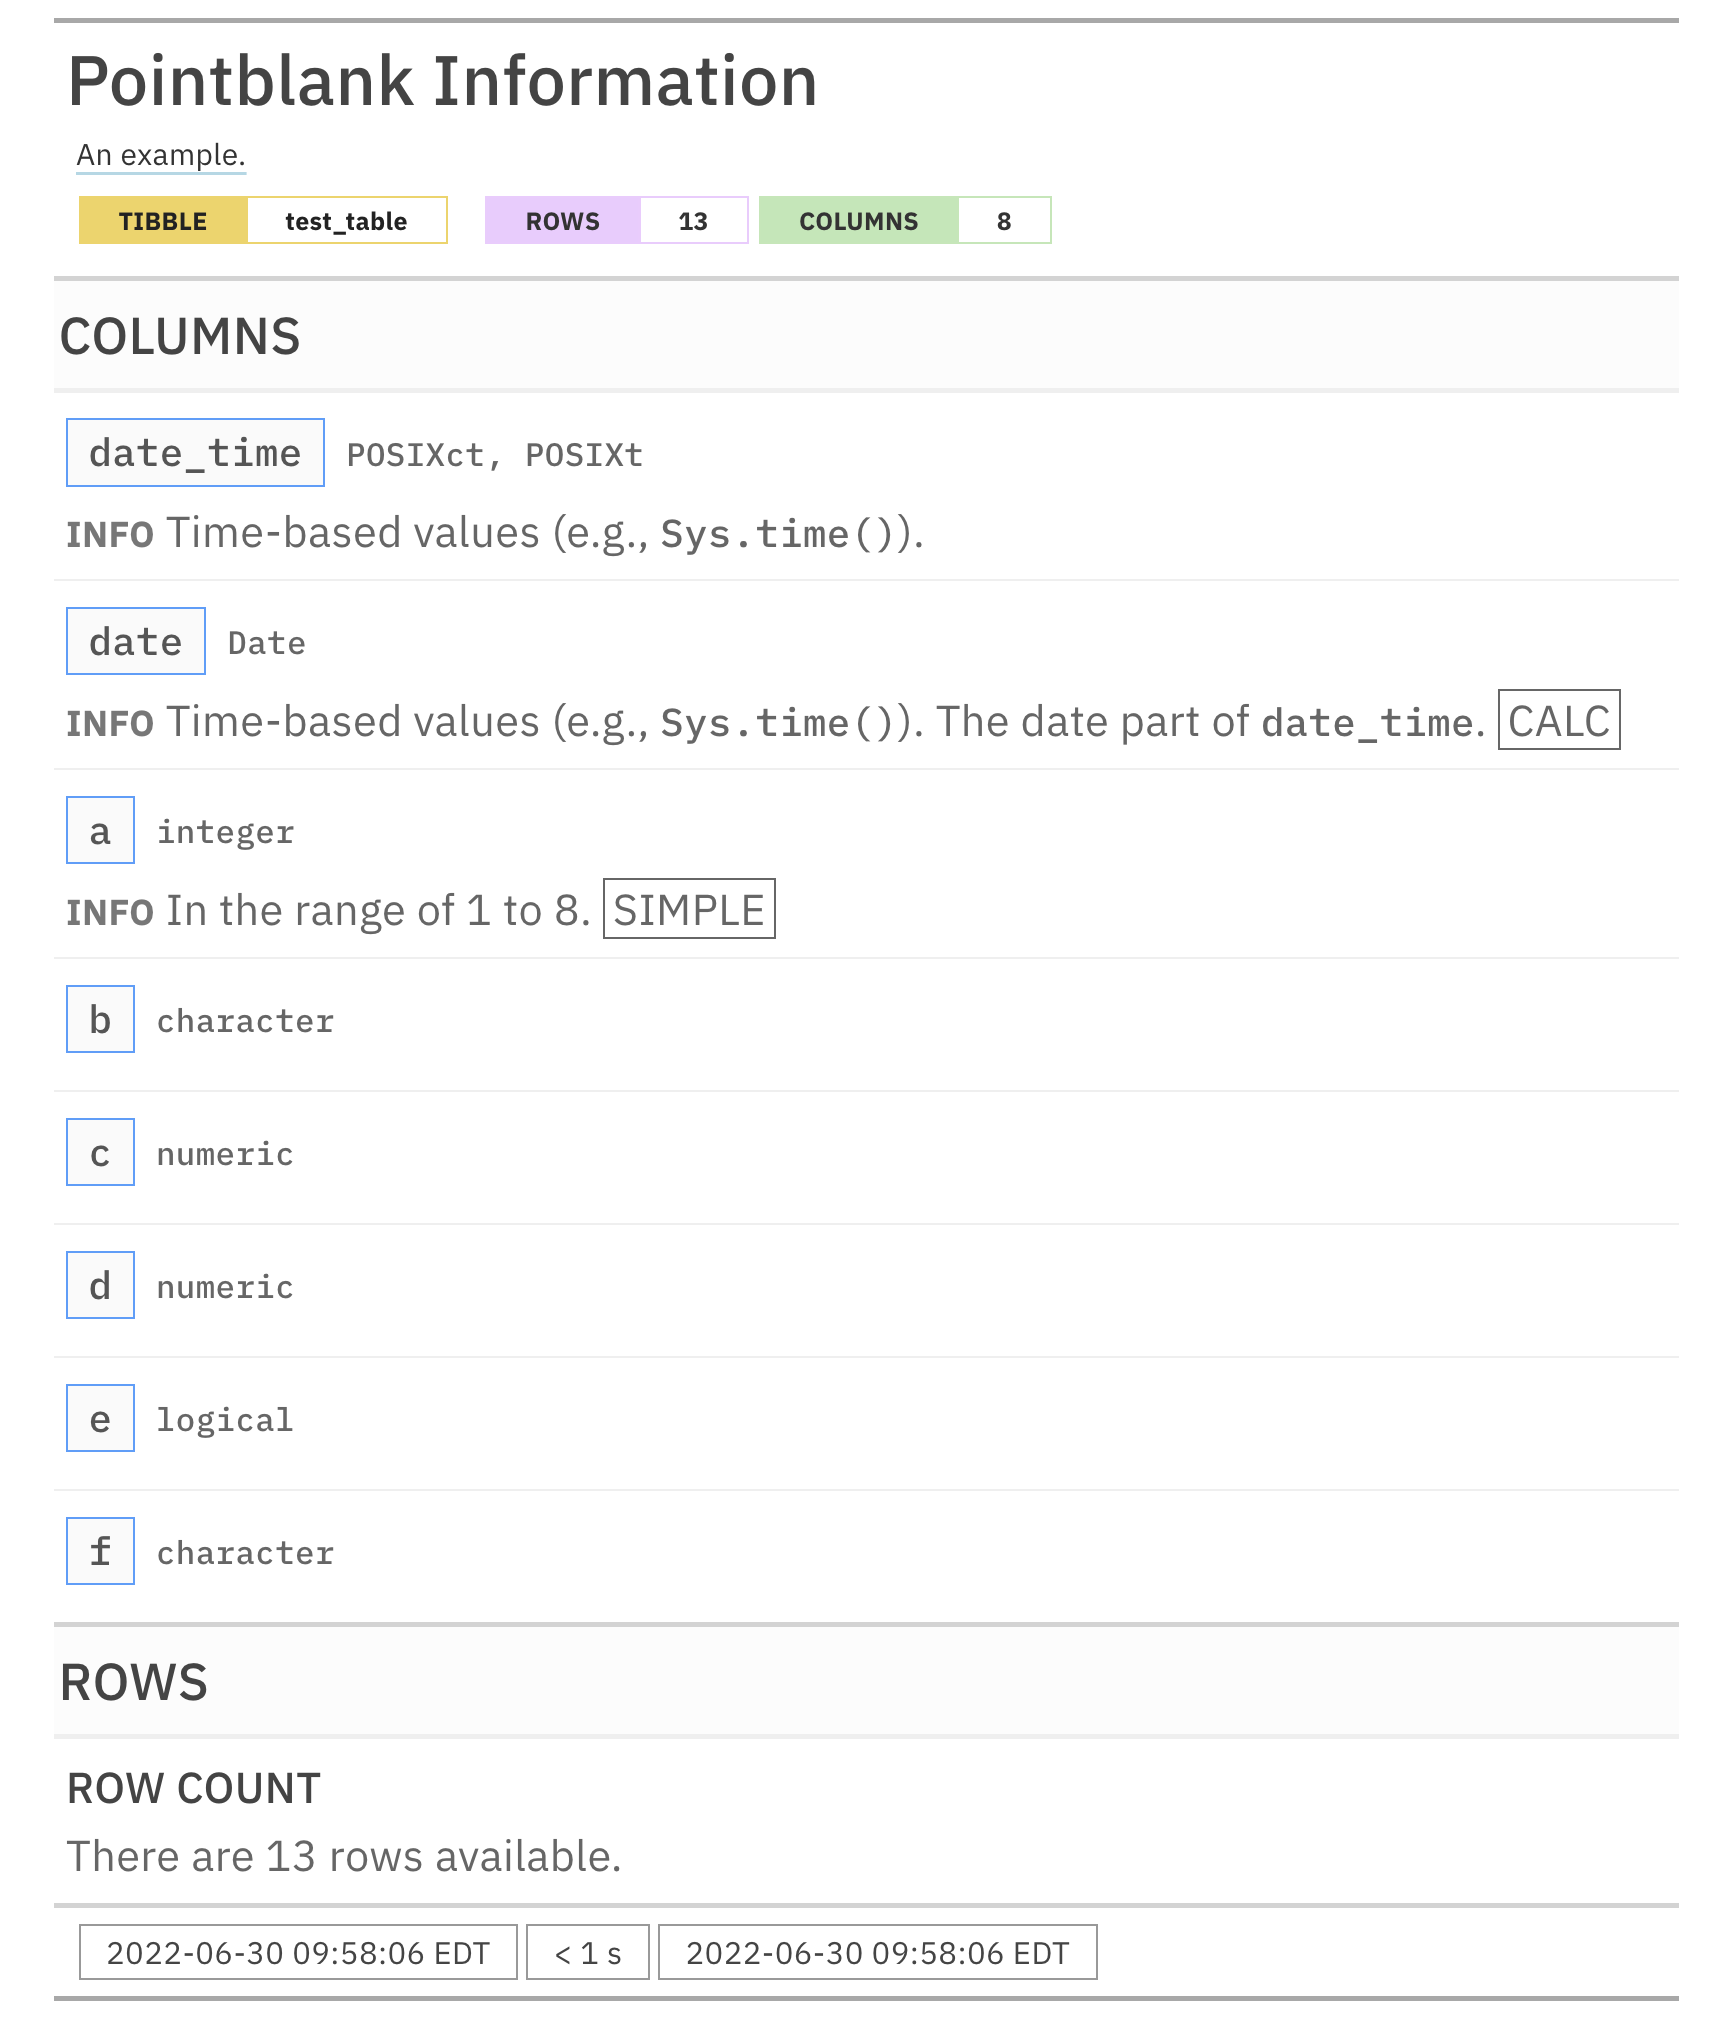 Pointblank Information
An example.
TIBBLE test_table ROWS 13 COLUMNS 8
COLUMNS
date_time POSIXct, POSIXt
INFO Time-based values (e.g., Sys.time()).
date Date
INFO Time-based values (e.g., Sys.time()). The date part of date_time. CALC
a integer
INFO In the range of 1 to 8. SIMPLE
b character
c numeric
d numeric
e logical
f character
ROWS
ROW COUNT
There are 13 rows available.
2022-06-30 09:58:06 EDT < 1 s 2022-06-30 09:58:06 EDT